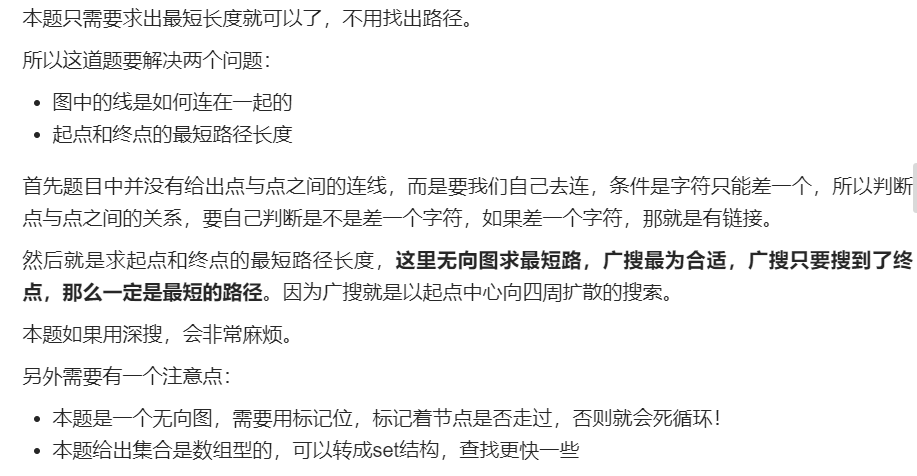 本题只需要求出最短长度就可以了，不用找出路径。
所以这道题要解决两个问题：
• 图中的线是如何连在一起的
• 起点和终点的最短路径长度
首先题目中并没有给出点与点之间的连线，而是要我们自己去连，条件是字符只能差一个，所以判断
点与点之间的关系，要自己判断是不是差一个字符，如果差一个字符，那就是有链接。
然后就是求起点和终点的最短路径长度，这里无向图求最短路，广搜最为合适，广搜只要搜到了终
点，那么一定是最短的路径。因为广搜就是以起点中心向四周扩散的搜索。
本题如果用深搜，会非常麻烦。
另外需要有一个注意点：
• 本题是一个无向图，需要用标记位，标记着节点是否走过，否则就会死循环！
• 本题给出集合是数组型的，可以转成set结构，查找更快一些